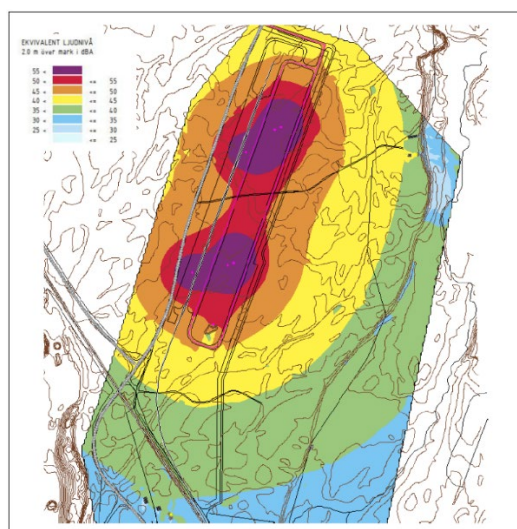 EKVIVALENT LJUDNIVÅ
2.0 m över mark i dBA
55 <
50 < <= 55
45 < <= 50
40 < <= 45
35 < <= 40
30 < <= 35
25 < <= 30
<= 25